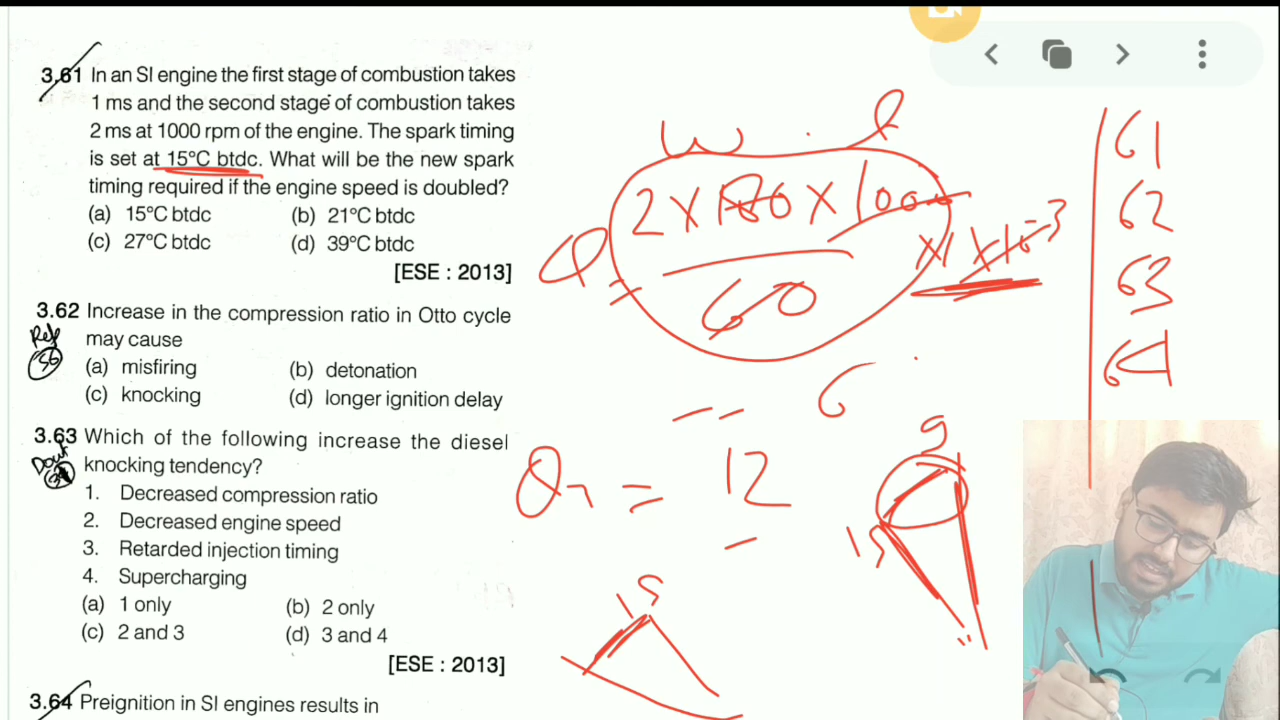 3.61 In an SI engine the first stage of combustion takes
1 ms and the second stage of combustion takes
2 ms at 1000 rpm of the engine. The spark timing
is set at 15°C btdc. What will be the new spark
timing required if the engine speed is doubled?
(a) 15°C btdc (b) 21°C btdc
(c) 27°C btdc (d) 39°C btdc
[ESE : 2013]
3.62 Increase in the compression ratio in Otto cycle
may cause
(a) misfiring (b) detonation
(c) knocking (d) longer ignition delay
3.63 Which of the following increase the diesel
knocking tendency?
1. Decreased compression ratio
2. Decreased engine speed
3. Retarded injection timing
4. Supercharging
(a) 1 only (b) 2 only
(c) 2 and 3 (d) 3 and 4
[ESE : 2013]
3.64 Preignition in SI engines results in
w . t
2 × 180 × 1000
60
× 1 × 10-3
6
= 12
9
15
15
61
62
63
64